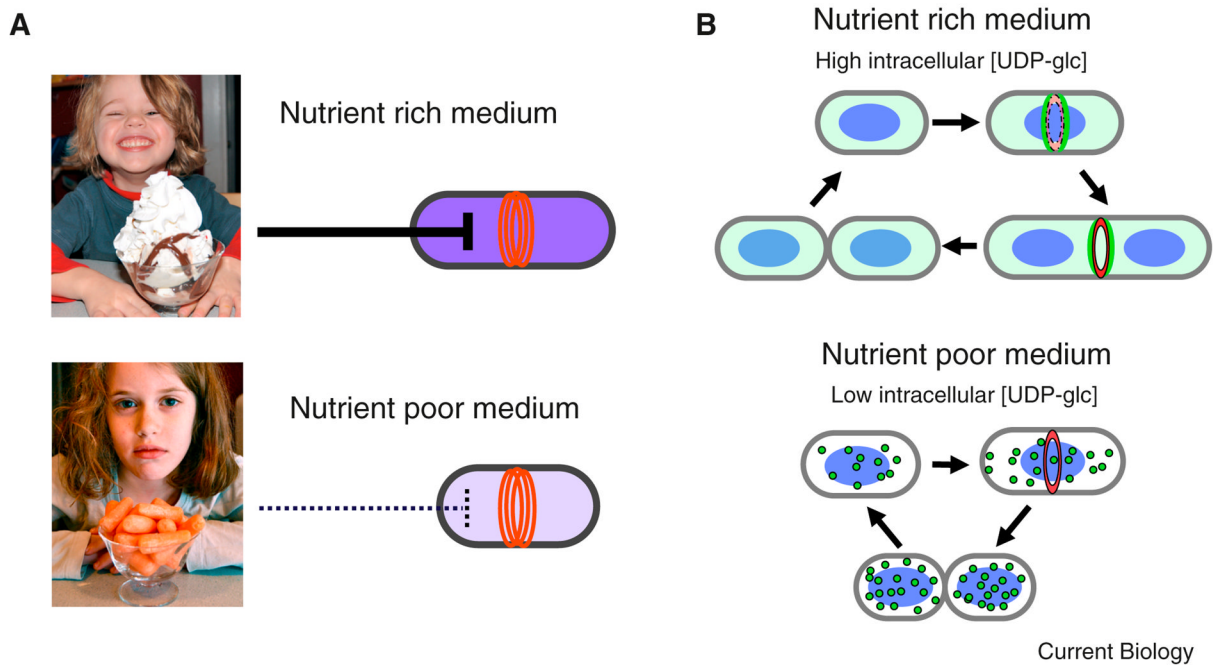 A
Nutrient rich medium
Nutrient poor medium
B
Nutrient rich medium
High intracellular [UDP-glc]
Nutrient poor medium
Low intracellular [UDP-glc]
Current Biology